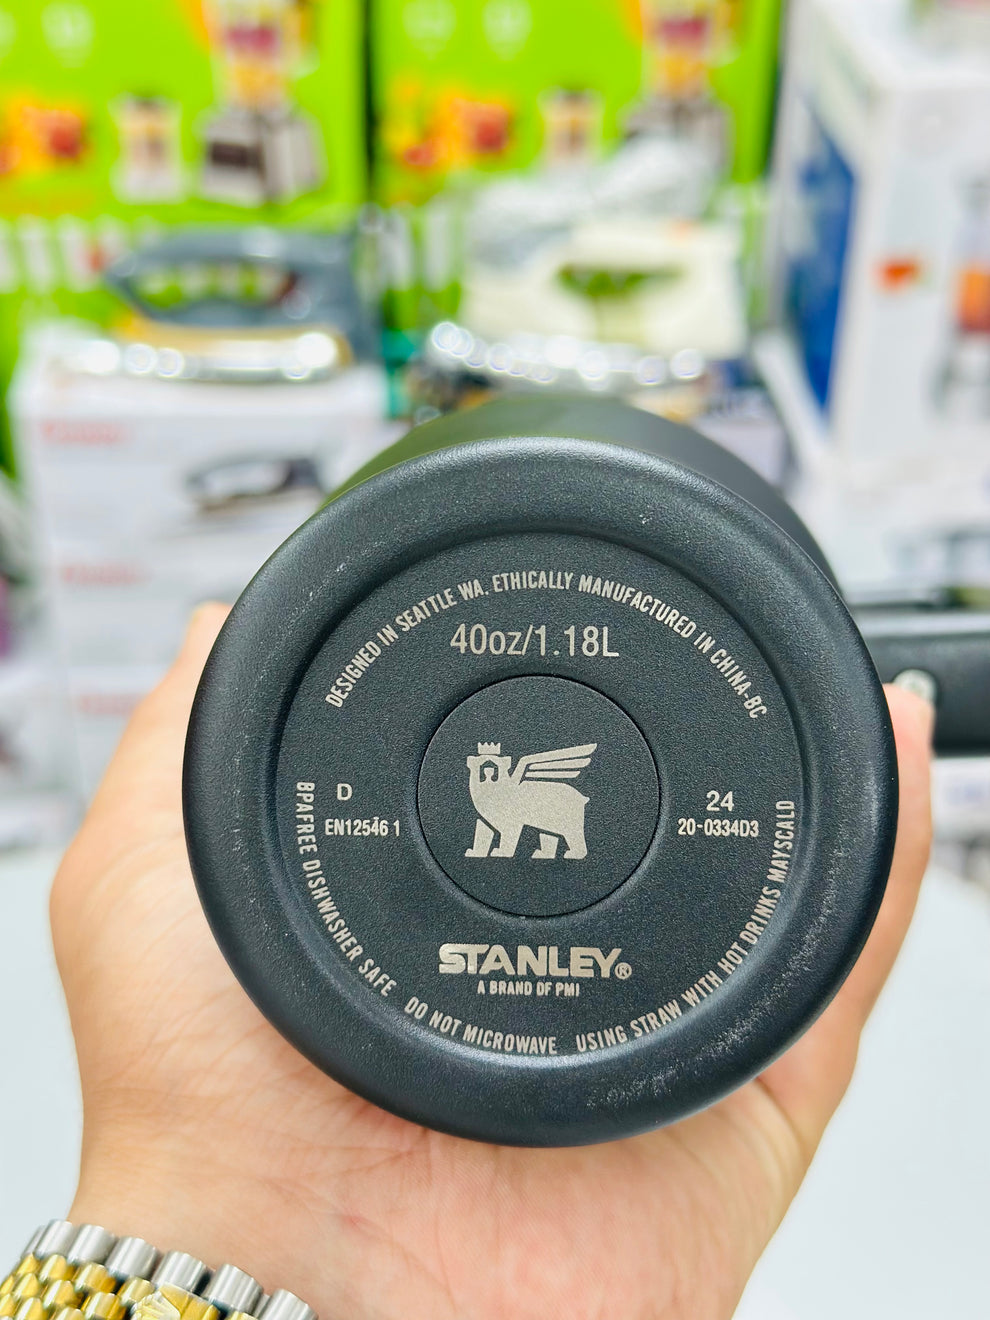 DESIGNED IN SEATTLE WA. ETHICALLY MANUFACTURED IN CHINA-BC
40oz/1.18L
D
EN12546 1
24
20-0334D3
STANLEY®
A BRAND OF PMI
BPAFREE DISHWASHER SAFE DO NOT MICROWAVE USING STRAW WITH HOT DRINKS MAYSCALD